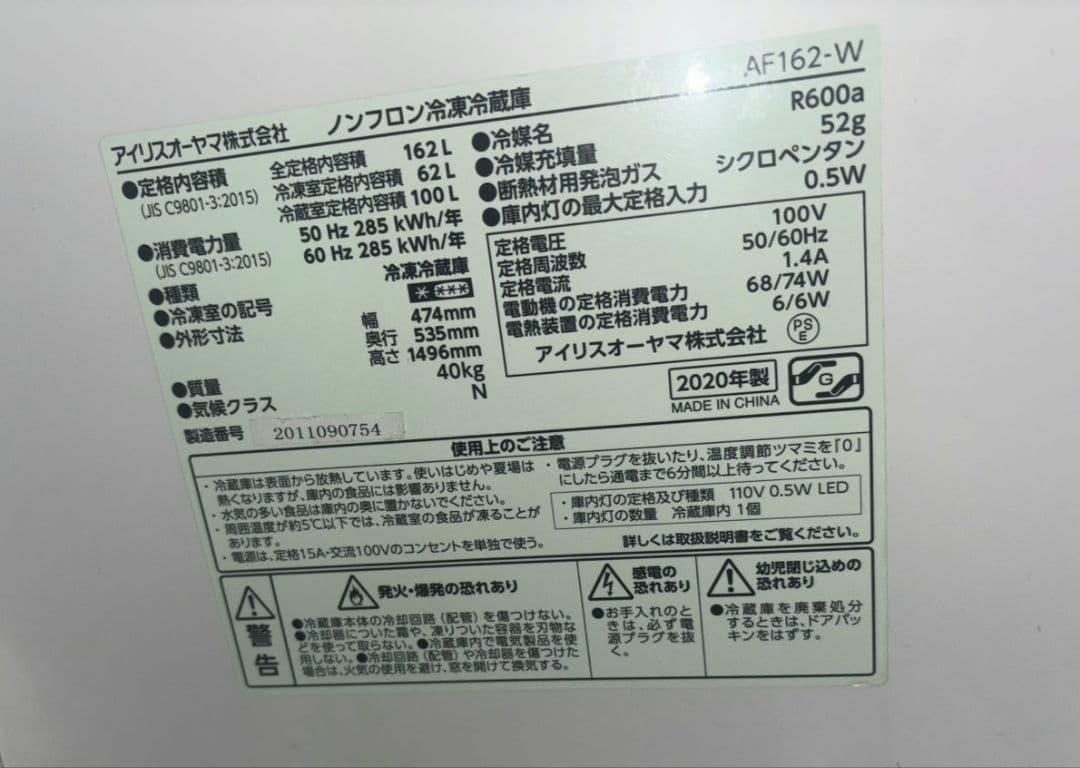 アイリスオーヤマ株式会社 ノンフロン冷凍冷蔵庫 AF162-W
●定格内容積 全定格内容積 162L
(JIS C9801-3:2015) 冷凍室定格内容積 62L
冷蔵室定格内容積 100L
●消費電力量 50 Hz 285 kWh/年
(JIS C9801-3:2015) 60 Hz 285 kWh/年
●種類 冷凍冷蔵庫
●冷凍室の記号 ＊＊＊＊
●外形寸法 幅 474mm
奥行 535mm
高さ 1496mm
●質量 40kg
●気候クラス N
製造番号 2011090754
●冷媒名 R600a
●冷媒充填量 52g
●断熱材用発泡ガス シクロペンタン
●庫内灯の最大定格入力 0.5W
定格電圧 100V
定格周波数 50/60Hz
定格電流 1.4A
電動機の定格消費電力 68/74W
電熱装置の定格消費電力 6/6W
アイリスオーヤマ株式会社 PSE
2020年製 G
MADE IN CHINA
使用上のご注意
・冷蔵庫は表面から放熱しています。使いはじめや夏場は
熱くなりますが、庫内の食品には影響ありません。
・水気の多い食品は庫内の奥に置かないでください。
・周囲温度が約5℃以下では、冷蔵室の食品が凍ることが
あります。
・電源は、定格15A・交流100Vのコンセントを単独で使う。
・電源プラグを抜いたり、温度調節ツマミを「0」
にしたら通電まで6分間以上待ってください。
・庫内灯の定格及び種類 110V 0.5W LED
・庫内灯の数量 冷蔵庫内 1個
詳しくは取扱説明書をご覧ください。
警告
発火・爆発の恐れあり
●冷蔵庫本体の冷却回路（配管）を傷つけない。
●冷却器についた霜や、凍りついた容器を刃物な
どを使って取らない。●冷蔵庫内で電気製品を使
用しない。●冷却回路（配管）や冷却器を傷つけた
場合は、火気の使用を避け、窓を開けて換気する。
感電の
恐れあり
●お手入れのと
きは、必ず電
源プラグを抜
く。
幼児閉じ込めの
恐れあり
●冷蔵庫を廃棄処分
するときは、ドアパッ
キンをはずす。